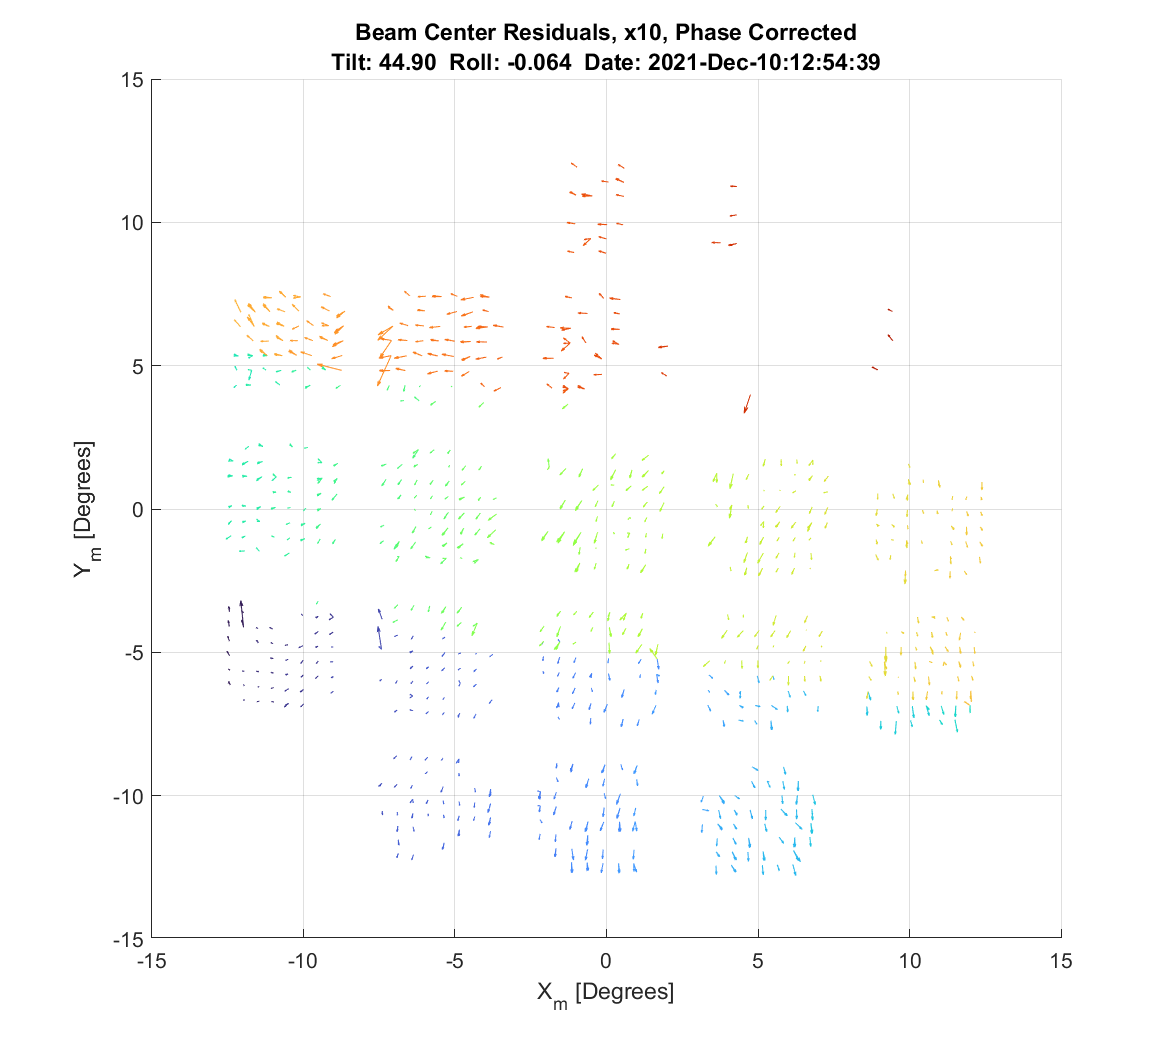 Beam Center Residuals, x10, Phase Corrected
Tilt: 44.90 Roll: -0.064 Date: 2021-Dec-10:12:54:39
15
10
5
0
-5
-10
-15
Y_m [Degrees]
-15 -10 -5 0 5 10 15
X_m [Degrees]